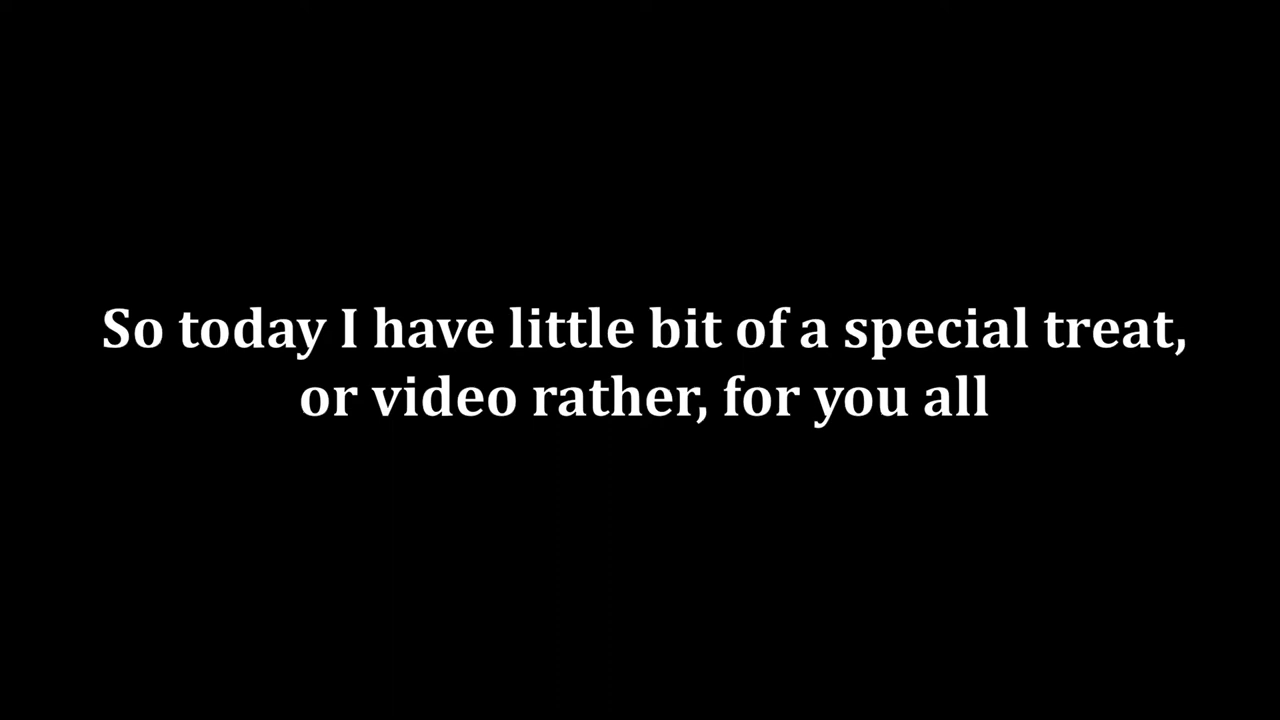 So today I have little bit of a special treat,
or video rather, for you all